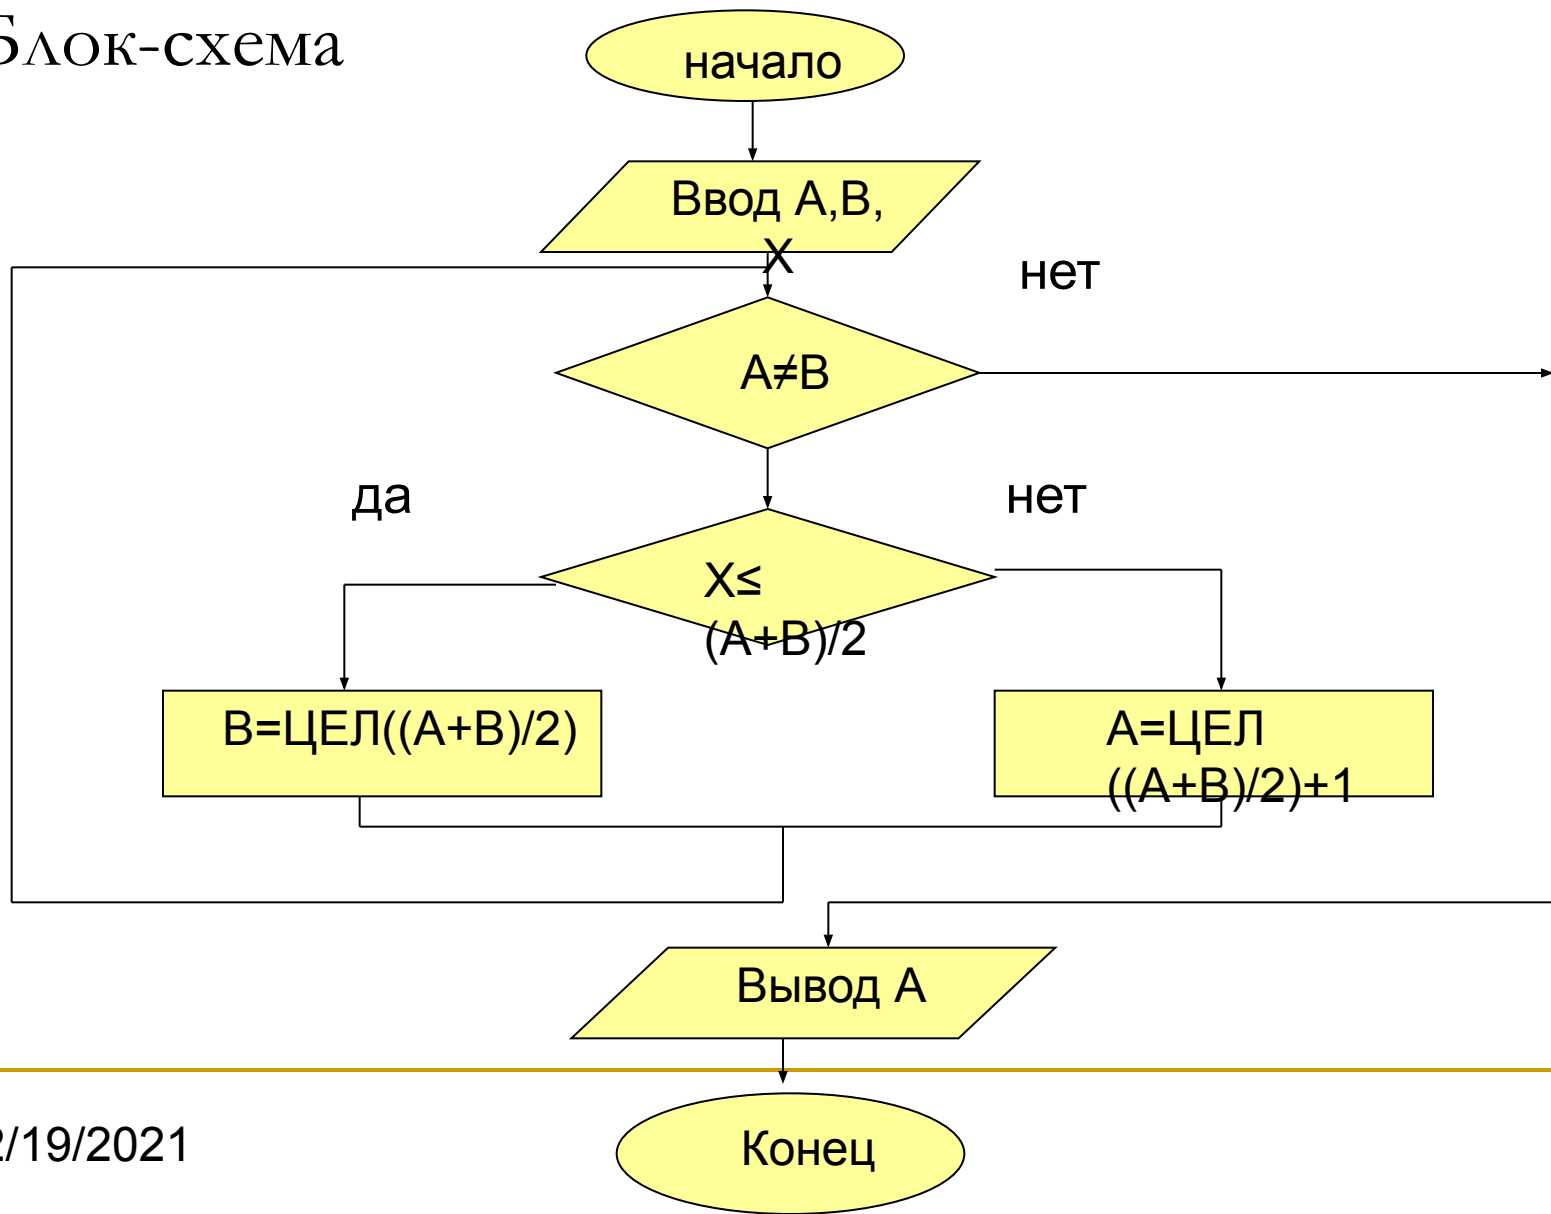 Блок-схема
начало
Ввод А,В,
Х
нет
А≠В
да
нет
Х≤
(А+В)/2
В=ЦЕЛ((А+В)/2)
А=ЦЕЛ
((А+В)/2)+1
Вывод А
2/19/2021
Конец